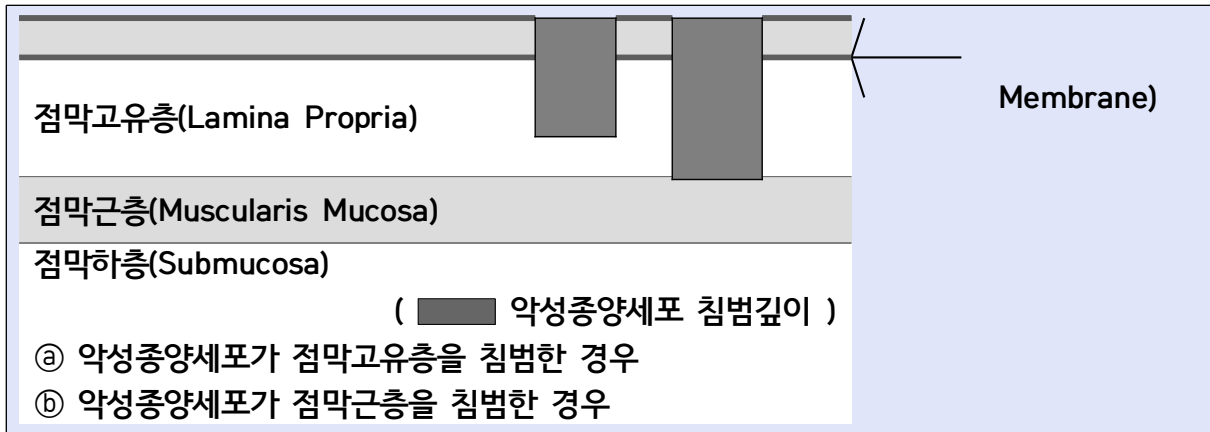 Membrane)
점막고유층(Lamina Propria)
점막근층(Muscularis Mucosa)
점막하층(Submucosa)
( 악성종양세포 침범깊이 )
ⓐ 악성종양세포가 점막고유층을 침범한 경우
ⓑ 악성종양세포가 점막근층을 침범한 경우